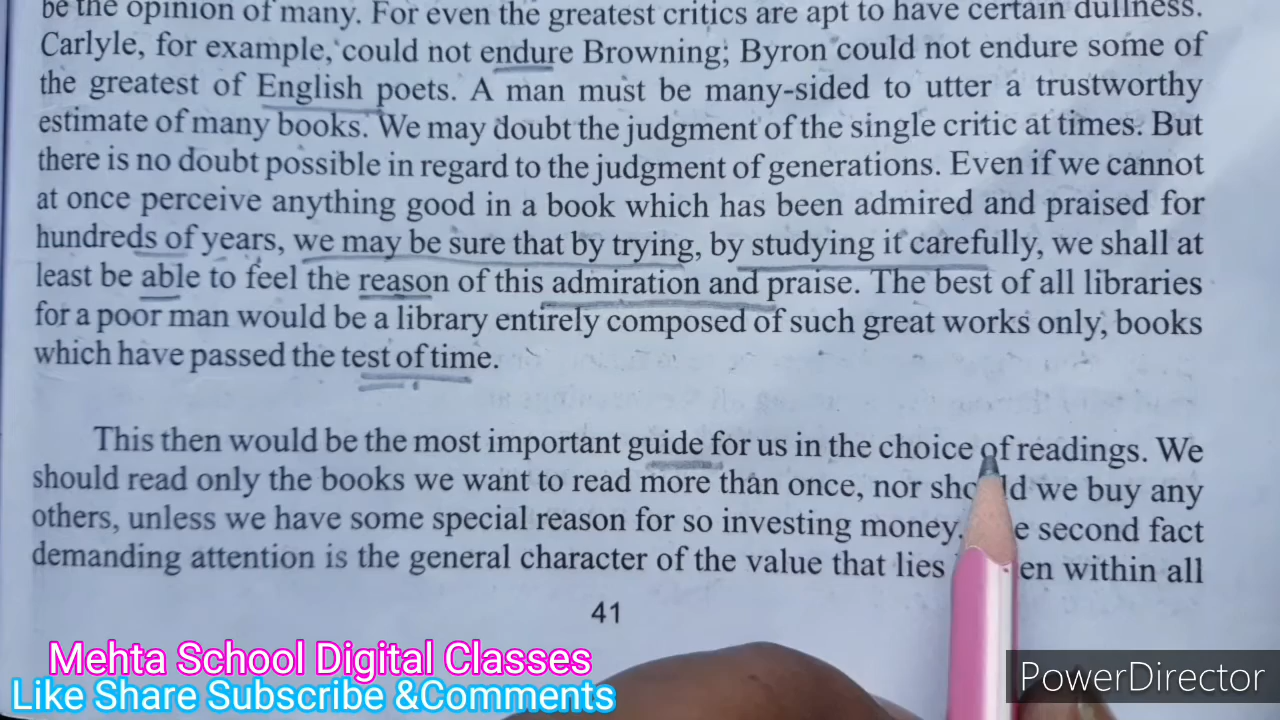 be the opinion of many. For even the greatest critics are apt to have certain dullness.
Carlyle, for example, could not endure Browning; Byron could not endure some of
the greatest of English poets. A man must be many-sided to utter a trustworthy
estimate of many books. We may doubt the judgment of the single critic at times. But
there is no doubt possible in regard to the judgment of generations. Even if we cannot
at once perceive anything good in a book which has been admired and praised for
hundreds of years, we may be sure that by trying, by studying it carefully, we shall at
least be able to feel the reason of this admiration and praise. The best of all libraries
for a poor man would be a library entirely composed of such great works only, books
which have passed the test of time.
This then would be the most important guide for us in the choice of readings. We
should read only the books we want to read more than once, nor we buy any
others, unless we have some special reason for so investing money. second fact
demanding attention is the general character of the value that lies within all
41
Mehta School Digital Classes
Like Share Subscribe &Comments
PowerDirector